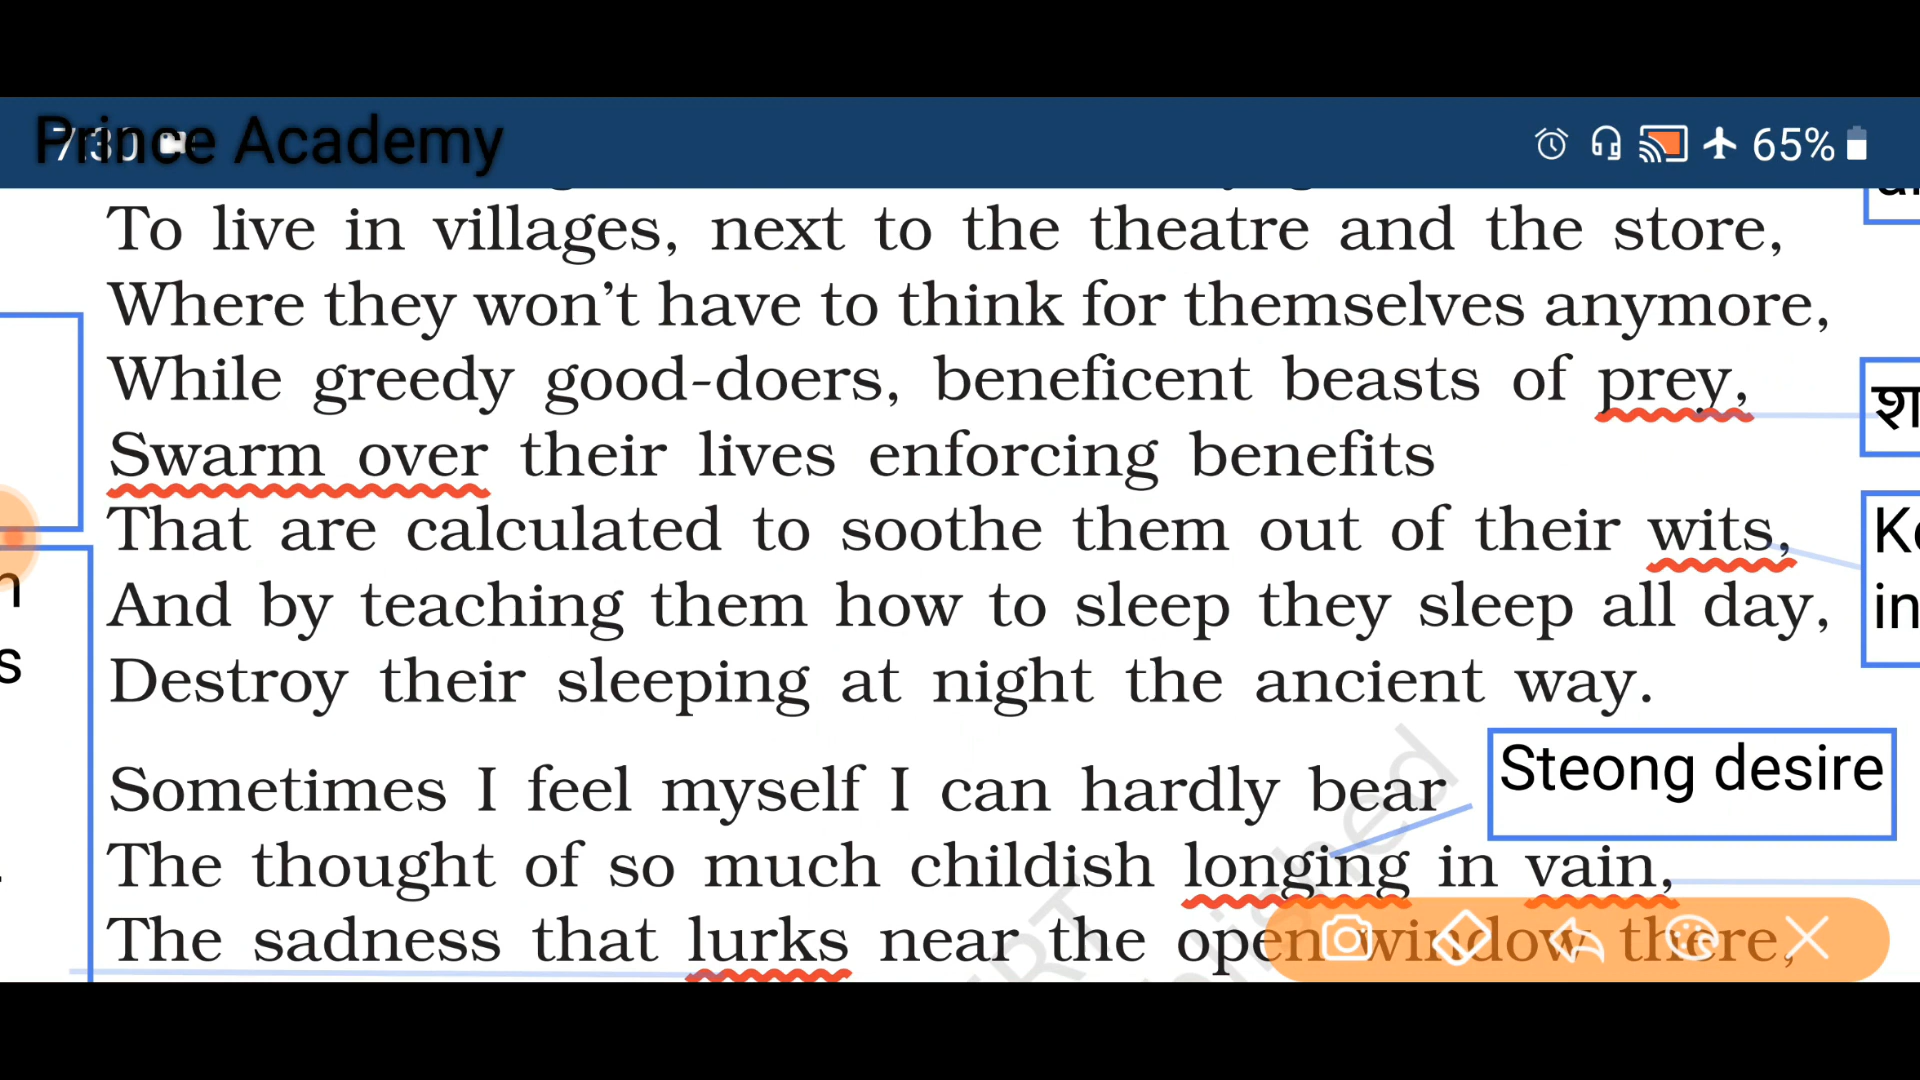 Prince Academy
7:30
65%
To live in villages, next to the theatre and the store,
Where they won't have to think for themselves anymore,
While greedy good-doers, beneficent beasts of prey,
Swarm over their lives enforcing benefits
That are calculated to soothe them out of their wits,
And by teaching them how to sleep they sleep all day,
Destroy their sleeping at night the ancient way.
Steong desire
Sometimes I feel myself I can hardly bear
The thought of so much childish longing in vain,
The sadness that lurks near the open window there,